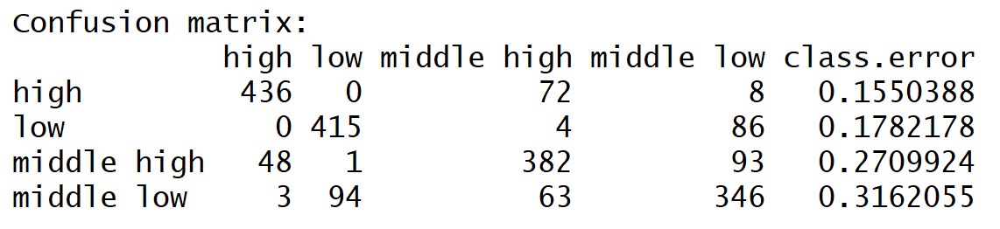 Confusion matrix:
high low middle high middle low class.error
high 436 0 72 8 0.1550388
low 0 415 4 86 0.1782178
middle high 48 1 382 93 0.2709924
middle low 3 94 63 346 0.3162055